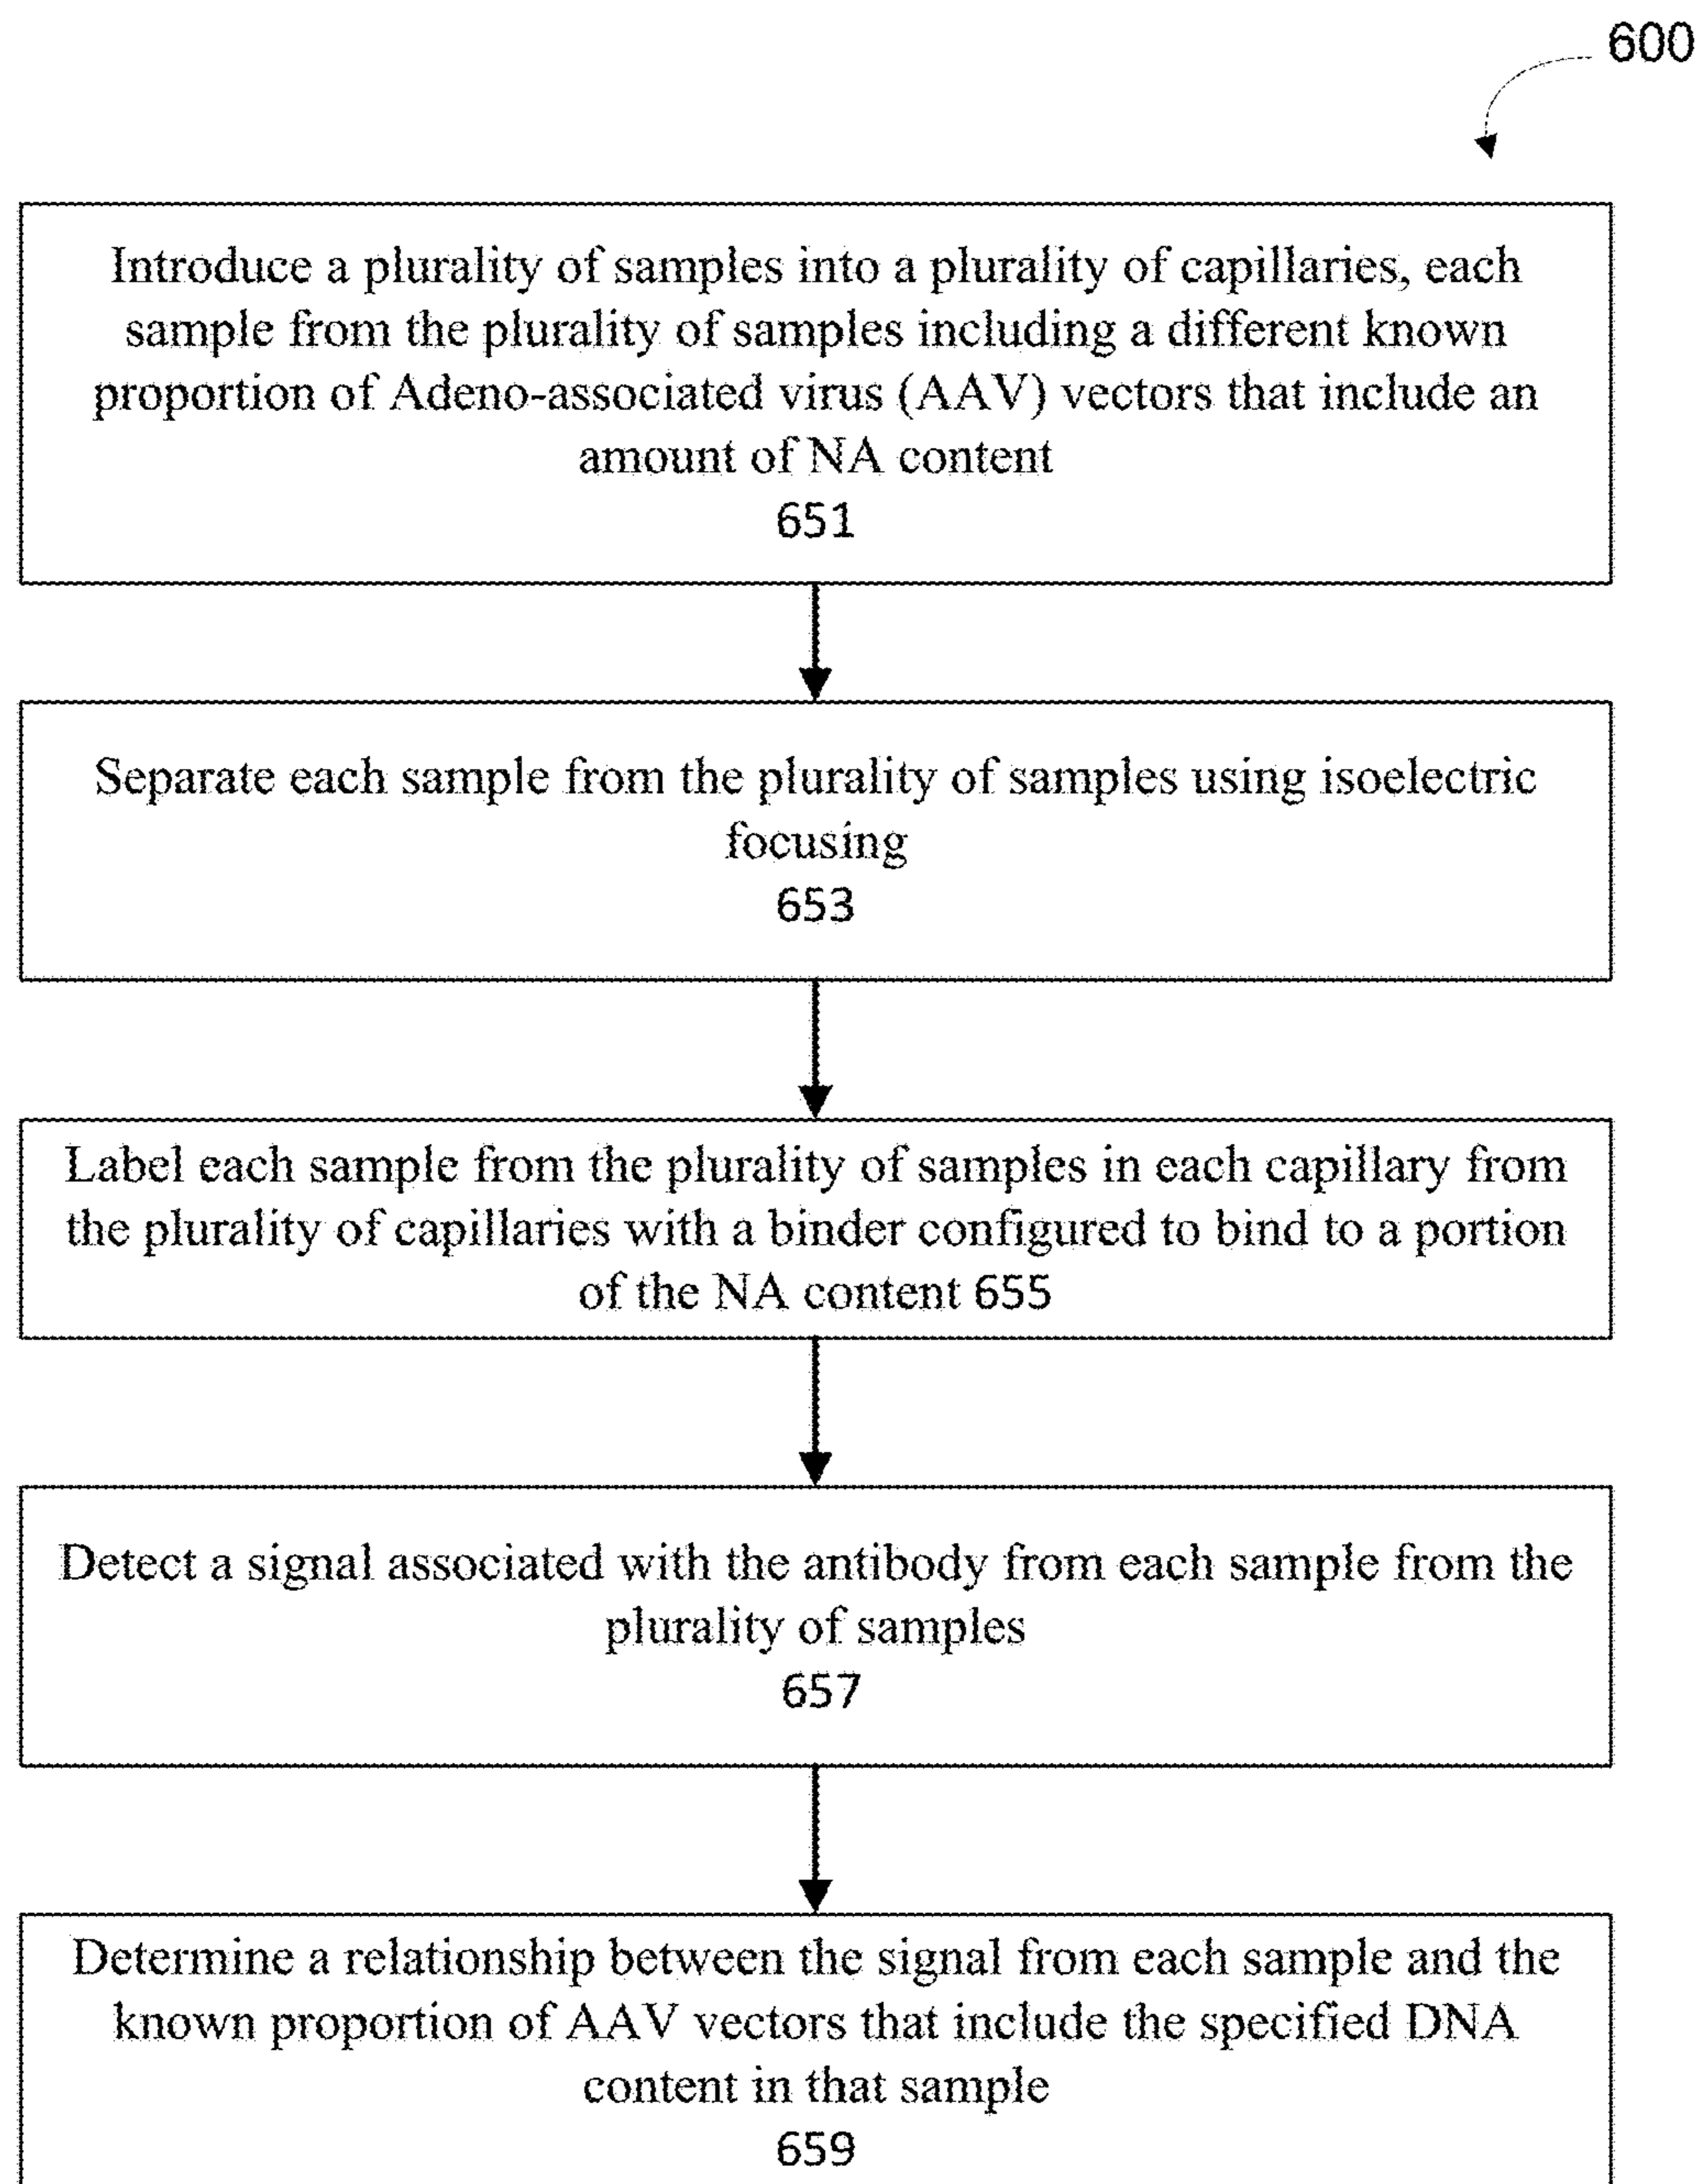 600
Introduce a plurality of samples into a plurality of capillaries, each
sample from the plurality of samples including a different known
proportion of Adeno-associated virus (AAV) vectors that include an
amount of NA content
651
Separate each sample from the plurality of samples using isoelectric
focusing
653
Label each sample from the plurality of samples in each capillary from
the plurality of capillaries with a binder configured to bind to a portion
of the NA content 655
Detect a signal associated with the antibody from each sample from the
plurality of samples
657
Determine a relationship between the signal from each sample and the
known proportion of AAV vectors that include the specified DNA
content in that sample
659